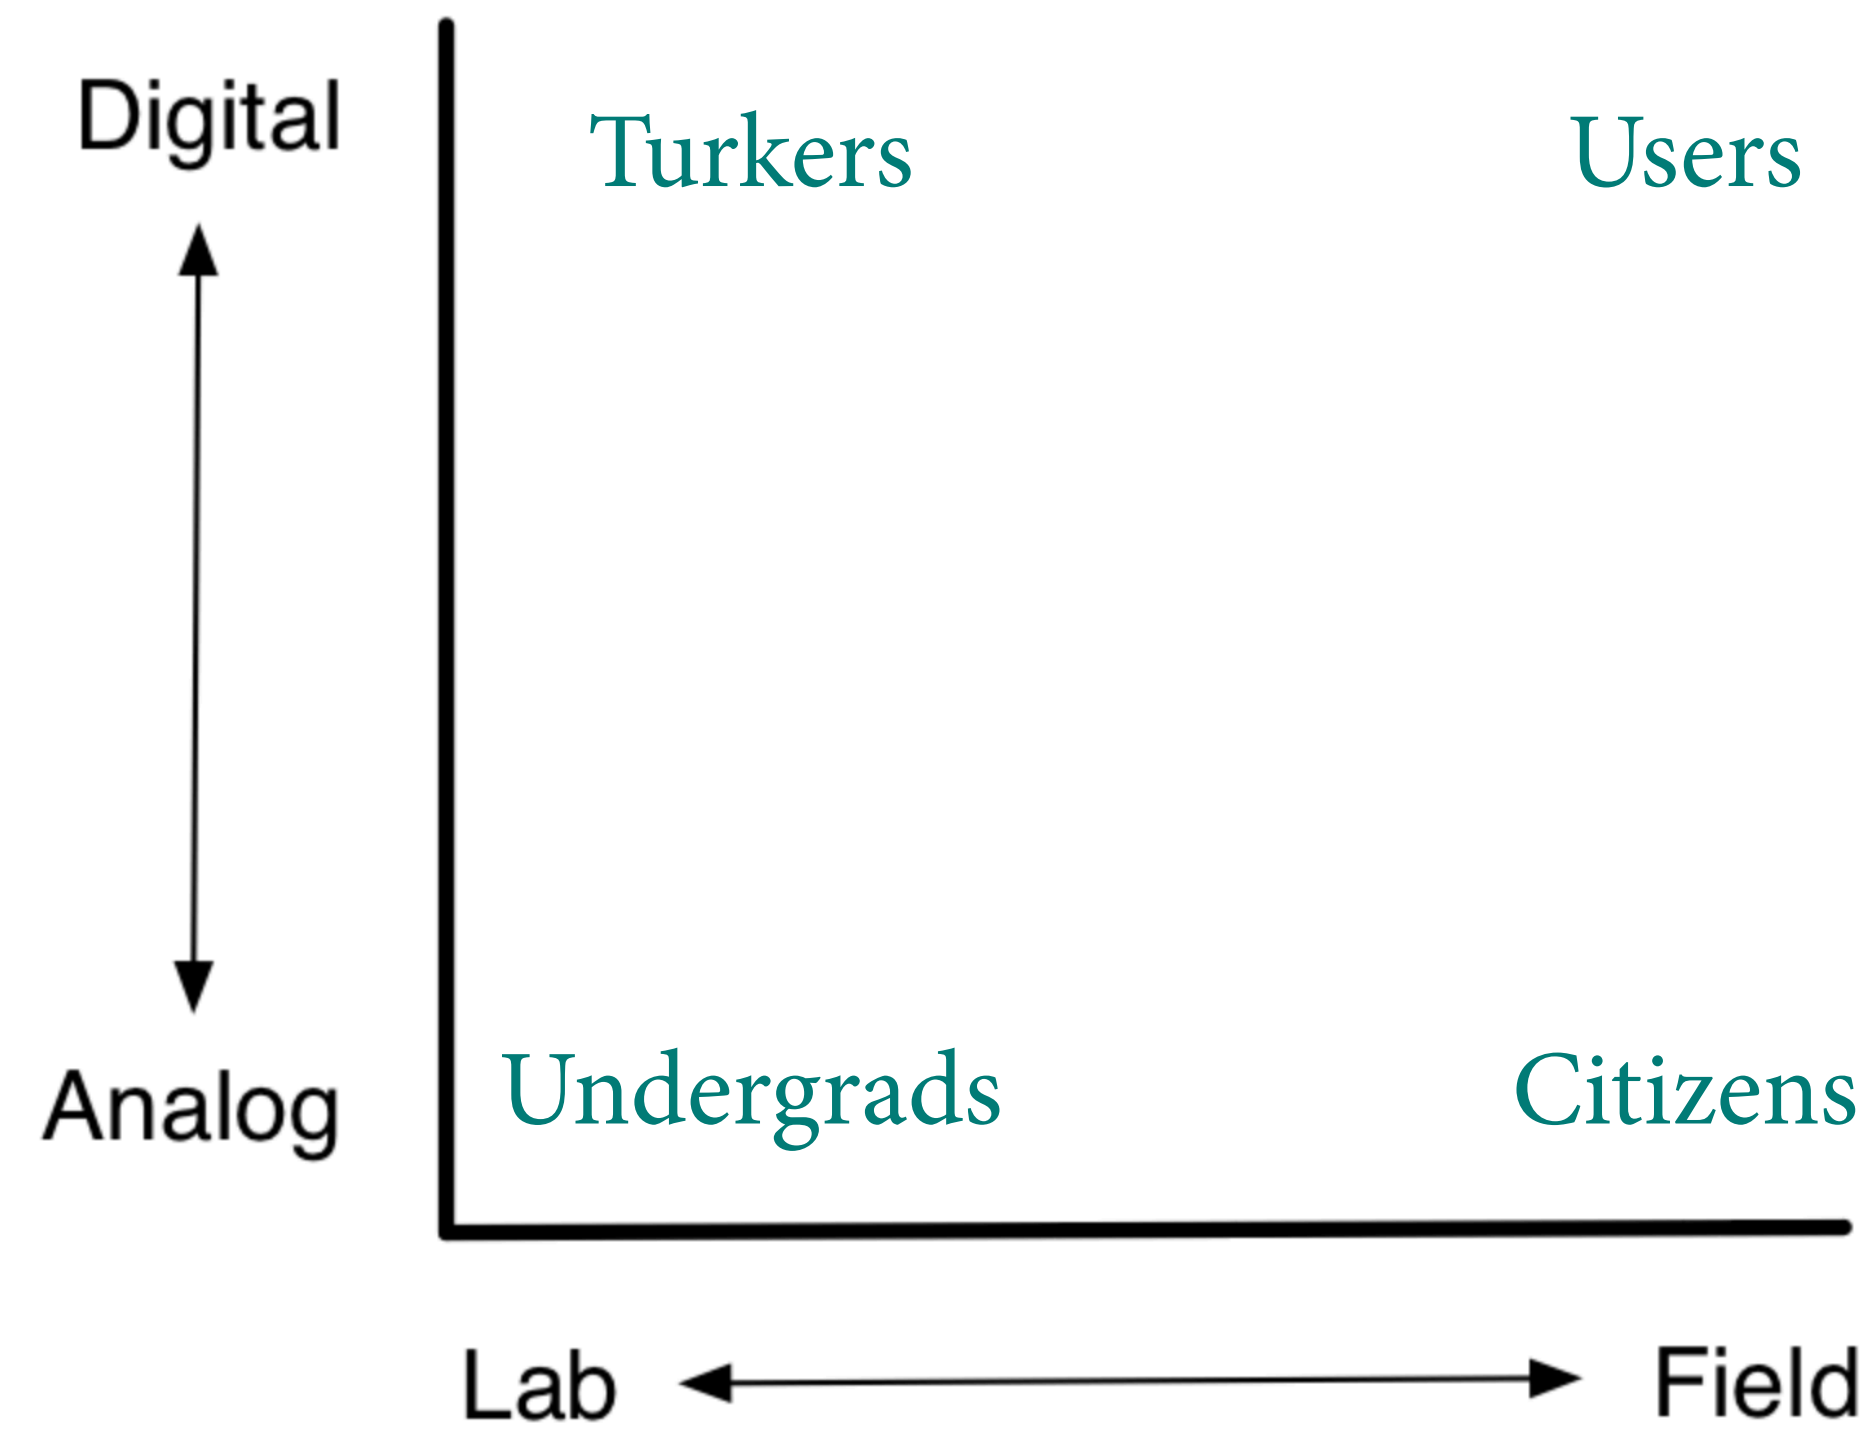 Digital
Turkers
Users
Analog
Undergrads
Citizens
Lab
Field